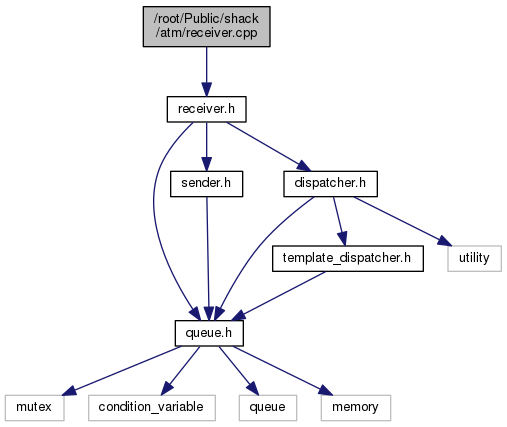 /root/Public/shack
/atm/receiver.cpp
receiver.h
sender.h
dispatcher.h
template_dispatcher.h
utility
queue.h
mutex
condition_variable
queue
memory